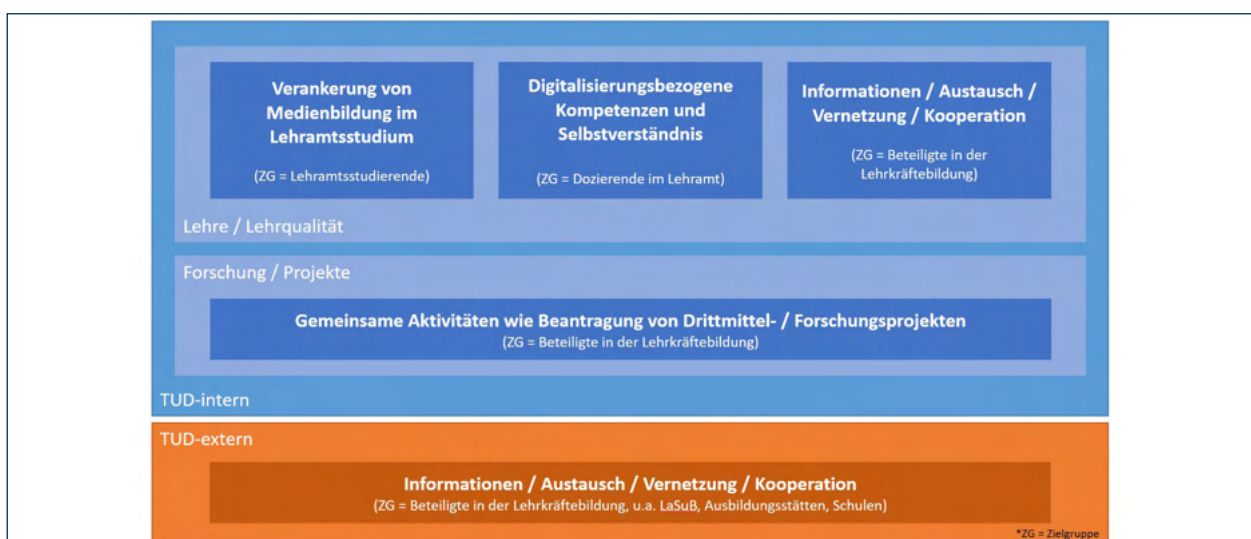 Verankerung von
Medienbildung im
Lehramtsstudium
(ZG = Lehramtsstudierende)
Digitalisierungsbezogene
Kompetenzen und
Selbstverständnis
(ZG = Dozierende im Lehramt)
Informationen / Austausch /
Vernetzung / Kooperation
(ZG = Beteiligte in der
Lehrkräftebildung)
Lehre / Lehrqualität
Forschung / Projekte
Gemeinsame Aktivitäten wie Beantragung von Drittmittel- / Forschungsprojekten
(ZG = Beteiligte in der Lehrkräftebildung)
TUD-intern
TUD-extern
Informationen / Austausch / Vernetzung / Kooperation
(ZG = Beteiligte in der Lehrkräftebildung, u.a. LaSuB, Ausbildungsstätten, Schulen)
*ZG = Zielgruppe